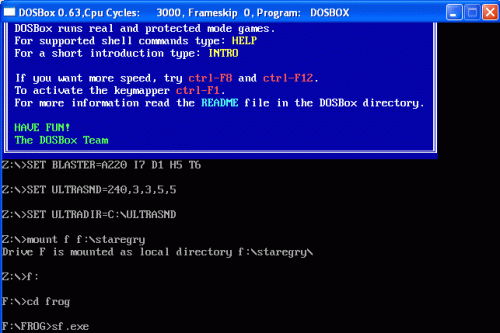 DOSBox 0.63,Cpu Cycles:    3000, Frameskip 0, Program:  DOSBOX
DOSBox runs real and protected mode games.
For supported shell commands type: HELP
For a short introduction type: INTRO
If you want more speed, try ctrl-F8 and ctrl-F12.
To activate the keymapper ctrl-F1.
For more information read the README file in the DOSBox directory.
HAVE FUN!
The DOSBox Team
Z:\>SET BLASTER=A220 I7 D1 H5 T6
Z:\>SET ULTRASND=240,3,3,5,5
Z:\>SET ULTRADIR=C:\ULTRASND
Z:\>mount f f:\staregry
Drive F is mounted as local directory f:\staregry\
Z:\>f:
F:\>cd frog
F:\FROG>sf.exe